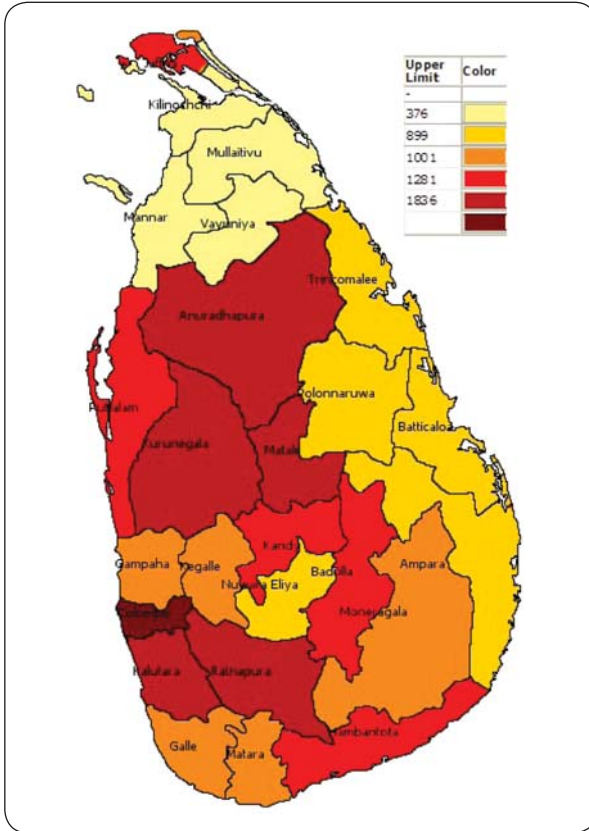 Upper Limit Color
-
376
899
1001
1281
1836
Kilinochchi
Mullaitivu
Mannar
Vavuniya
Trincomalee
Anuradhapura
Polonnaruwa
Puttalam
Batticaloa
Kurunegala
Matale
Kandy
Gampaha
Kegalle
Ampara
Nuwara Eliya
Badulla
Moneragala
Kalutara
Ratnapura
Hambantota
Galle
Matara